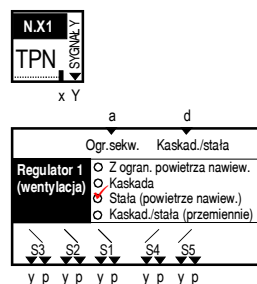 N.X1
SYGNAŁY
TPN
x Y
a d
Ogr.sekw. Kaskad./stała
Regulator 1
(wentylacja)
Z ogran. powietrza nawiew.
Kaskada
Stała (powietrze nawiew.)
Kaskad./stała (przemiennie)
S3 S2 S1 S4 S5
y p y p y p y p y p